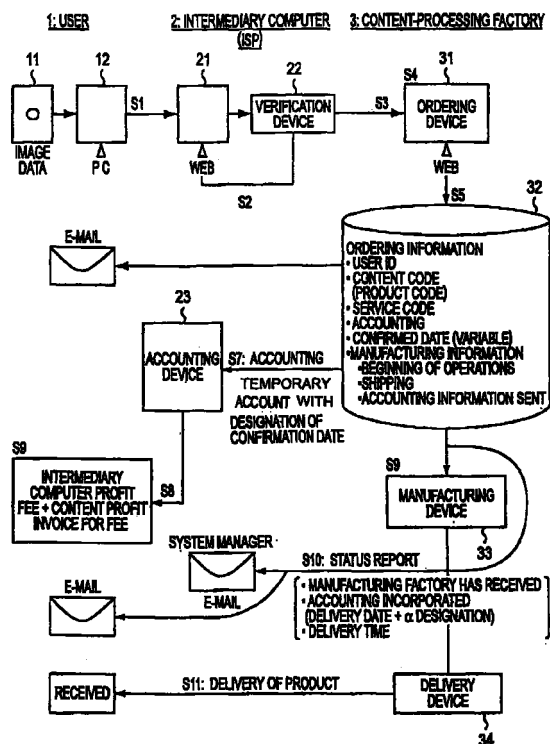 1: USER
2: INTERMEDIARY COMPUTER
(ISP)
3: CONTENT-PROCESSING FACTORY
11
12
21
22
31
S1
VERIFICATION
DEVICE
S3
S4
ORDERING
DEVICE
IMAGE
DATA
PC
WEB
S2
WEB
S5
32
E-MAIL
ORDERING INFORMATION
• USER ID
• CONTENT CODE
(PRODUCT CODE)
• SERVICE CODE
• ACCOUNTING
• CONFIRMED DATE (VARIABLE)
• MANUFACTURING INFORMATION
• BEGINNING OF OPERATIONS
• SHIPPING
• ACCOUNTING INFORMATION SENT
23
ACCOUNTING
DEVICE
S7: ACCOUNTING
TEMPORARY
ACCOUNT WITH
DESIGNATION OF
CONFIRMATION DATE
S9
INTERMEDIARY
COMPUTER PROFIT
FEE + CONTENT PROFIT
INVOICE FOR FEE
S8
S9
MANUFACTURING
DEVICE
33
SYSTEM MANAGER
S10: STATUS REPORT
E-MAIL
E-MAIL
• MANUFACTURING FACTORY HAS RECEIVED
• ACCOUNTING INCORPORATED
(DELIVERY DATE + α DESIGNATION)
• DELIVERY TIME
RECEIVED
S11: DELIVERY OF PRODUCT
DELIVERY
DEVICE
34